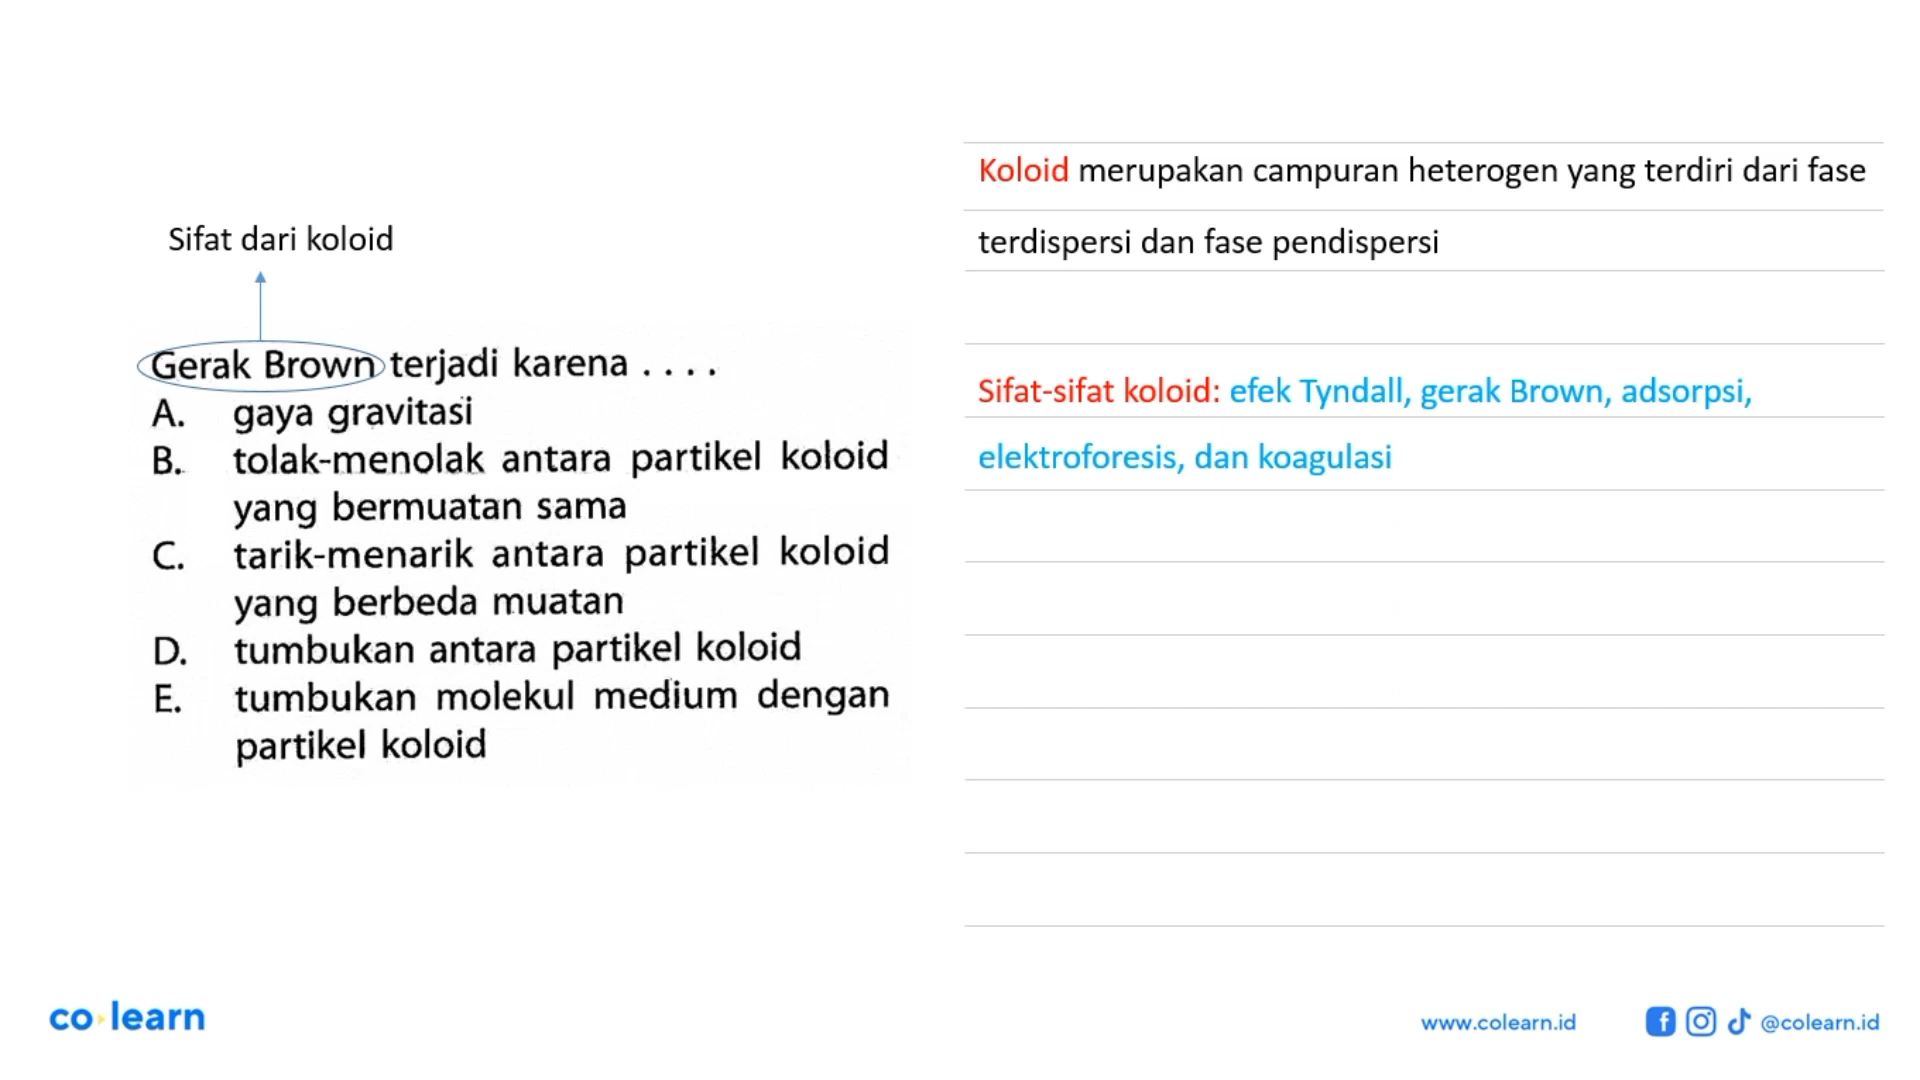 Sifat dari koloid
Gerak Brown terjadi karena . . . .
A. gaya gravitasi
B. tolak-menolak antara partikel koloid
yang bermuatan sama
C. tarik-menarik antara partikel koloid
yang berbeda muatan
D. tumbukan antara partikel koloid
E. tumbukan molekul medium dengan
partikel koloid
Koloid merupakan campuran heterogen yang terdiri dari fase
terdispersi dan fase pendispersi
Sifat-sifat koloid: efek Tyndall, gerak Brown, adsorpsi,
elektroforesis, dan koagulasi
co learn
www.colearn.id
@colearn.id